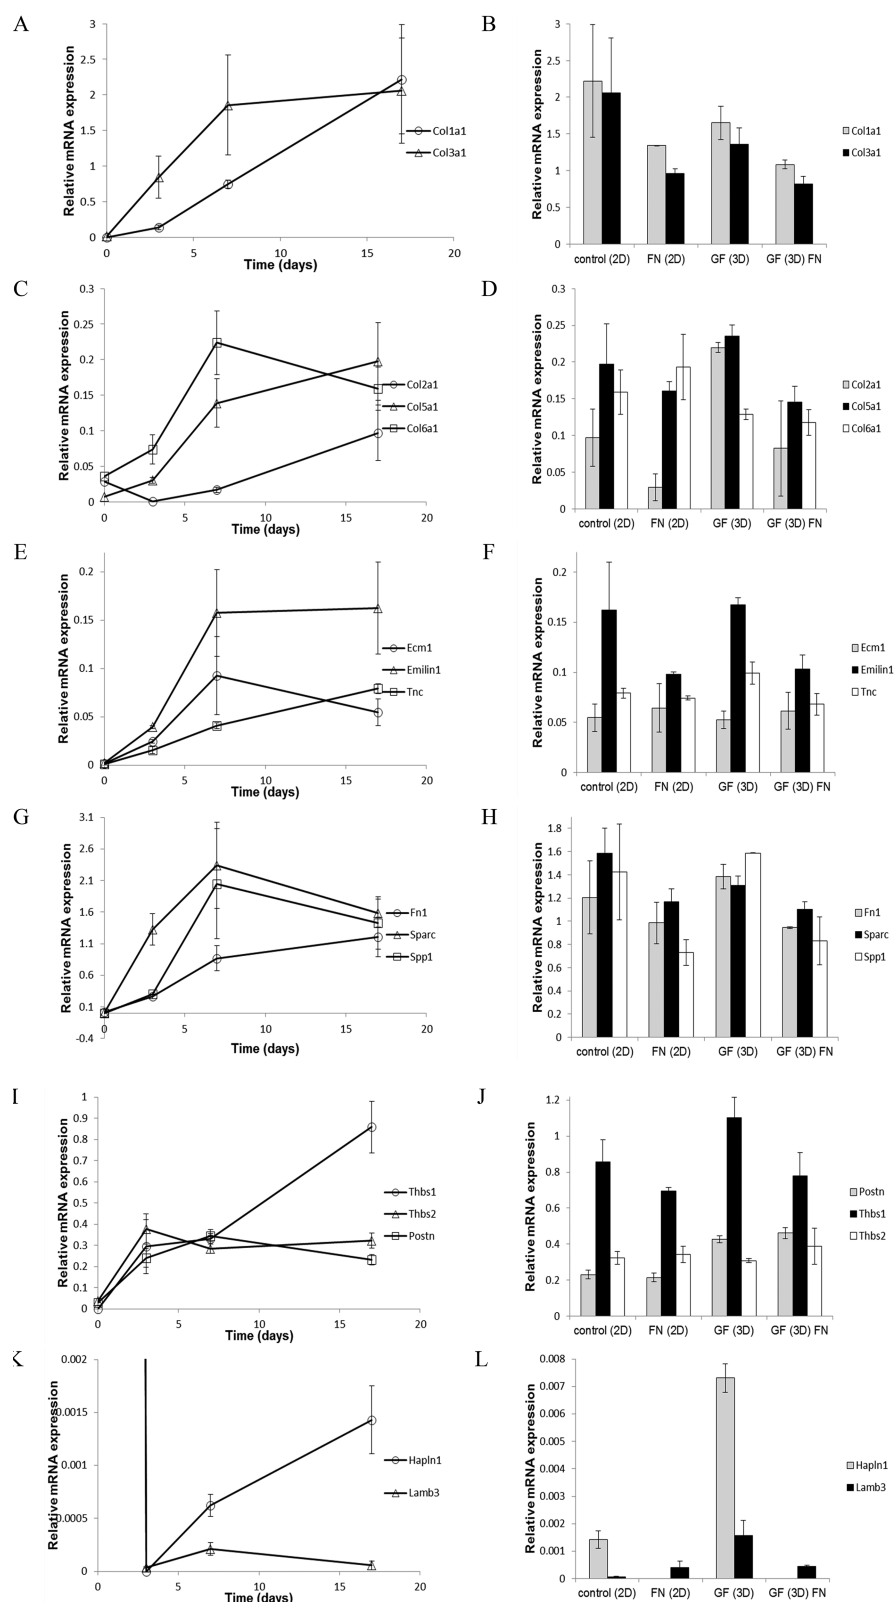 A
Relative mRNA expression
3
2.5
2
1.5
1
0.5
0
0 5 10 15 20
Time (days)
Col1a1
Col3a1
B
Relative mRNA expression
3
2.5
2
1.5
1
0.5
0
control (2D) FN (2D) GF (3D) GF (3D) FN
Col1a1
Col3a1
C
Relative mRNA expression
0.3
0.25
0.2
0.15
0.1
0.05
0
0 5 10 15 20
Time (days)
Col2a1
Col5a1
Col6a1
D
Relative mRNA expression
0.3
0.25
0.2
0.15
0.1
0.05
0
control (2D) FN (2D) GF (3D) GF (3D) FN
Col2a1
Col5a1
Col6a1
E
Relative mRNA expression
0.2
0.15
0.1
0.05
0
0 5 10 15 20
Time (days)
Ecm1
Emilin1
Tnc
F
Relative mRNA expression
0.2
0.15
0.1
0.05
0
control (2D) FN (2D) GF (3D) GF (3D) FN
Ecm1
Emilin1
Tnc
G
Relative mRNA expression
3.1
2.6
2.1
1.6
1.1
0.6
0.1
-0.4
0 5 10 15 20
Time (days)
Fn1
Sparc
Spp1
H
Relative mRNA expression
1.8
1.6
1.4
1.2
1
0.8
0.6
0.4
0.2
0
control (2D) FN (2D) GF (3D) GF (3D) FN
Fn1
Sparc
Spp1
I
Relative mRNA expression
1
0.9
0.8
0.7
0.6
0.5
0.4
0.3
0.2
0.1
0
0 5 10 15 20
Time (days)
Thbs1
Thbs2
Postn
J
Relative mRNA expression
1.2
1
0.8
0.6
0.4
0.2
0
control (2D) FN (2D) GF (3D) GF (3D) FN
Postn
Thbs1
Thbs2
K
Relative mRNA expression
0.002
0.0015
0.001
0.0005
0
0 5 10 15 20
Time (days)
Hapln1
Lamb3
L
Relative mRNA expression
0.008
0.007
0.006
0.005
0.004
0.003
0.002
0.001
0
control (2D) FN (2D) GF (3D) GF (3D) FN
Hapln1
Lamb3